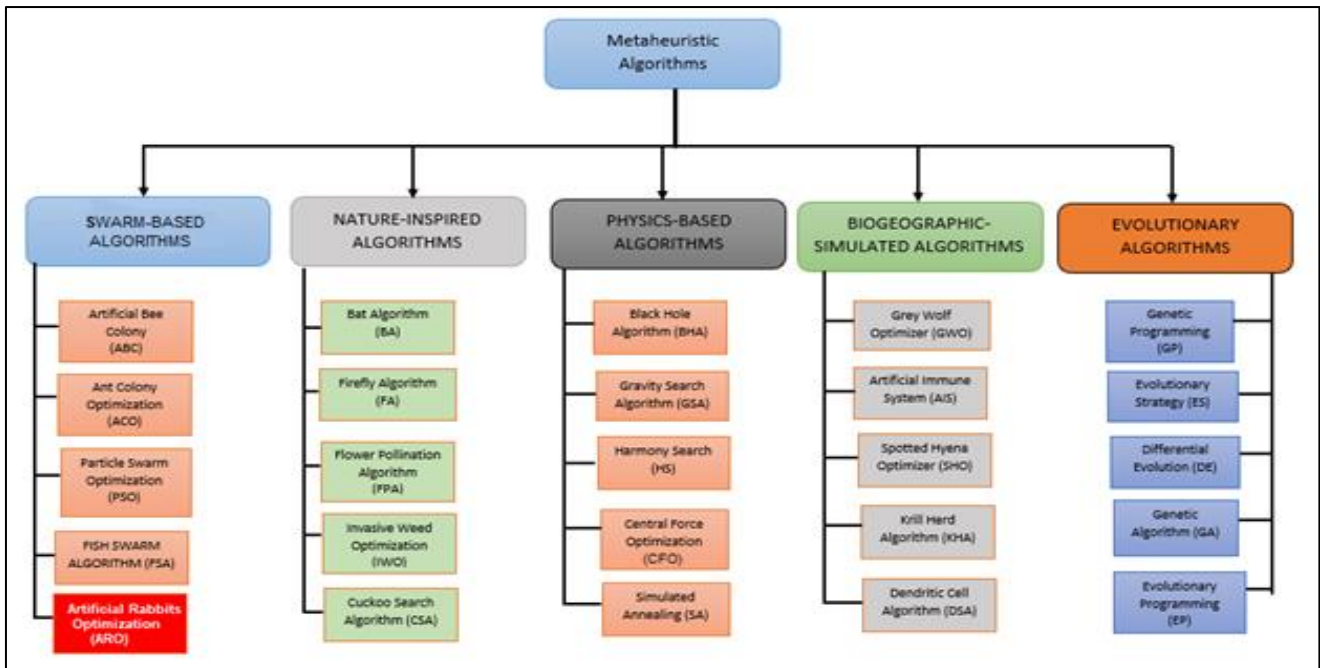 Metaheuristic
Algorithms
SWARM-BASED
ALGORITHMS
Artificial Bee
Colony
(ABC)
Ant Colony
Optimization
(ACO)
Particle Swarm
Optimization
(PSO)
FISH SWARM
ALGORITHM (FSA)
Artificial Rabbits
Optimization
(ARO)
NATURE-INSPIRED
ALGORITHMS
Bat Algorithm
(BA)
Firefly Algorithm
(FA)
Flower Pollination
Algorithm
(FPA)
Invasive Weed
Optimization
(IWO)
Cuckoo Search
Algorithm (CSA)
PHYSICS-BASED
ALGORITHMS
Black Hole
Algorithm (BHA)
Gravity Search
Algorithm (GSA)
Harmony Search
(HS)
Central Force
Optimization
(CFO)
Simulated
Annealing (SA)
BIOGEOGRAPHIC-
SIMULATED ALGORITHMS
Grey Wolf
Optimizer (GWO)
Artificial Immune
System (AIS)
Spotted Hyena
Optimizer (SHO)
Krill Herd
Algorithm (KHA)
Dendritic Cell
Algorithm (DSA)
EVOLUTIONARY
ALGORITHMS
Genetic
Programming
(GP)
Evolutionary
Strategy (ES)
Differential
Evolution (DE)
Genetic
Algorithm (GA)
Evolutionary
Programming
(EP)